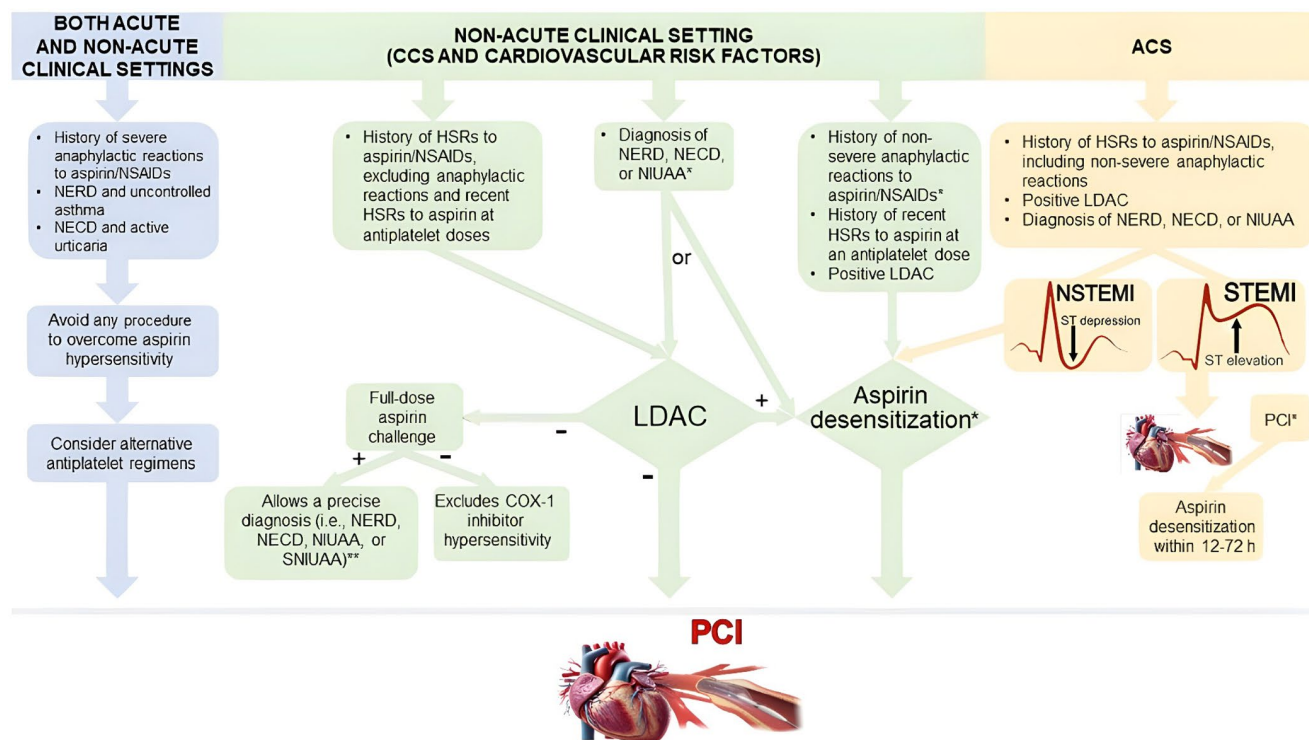 BOTH ACUTE
AND NON-ACUTE
CLINICAL SETTINGS
NON-ACUTE CLINICAL SETTING
(CCS AND CARDIOVASCULAR RISK FACTORS)
ACS
• History of severe
anaphylactic reactions
to aspirin/NSAIDs
• NERD and uncontrolled
asthma
• NECD and active
urticaria
Avoid any procedure
to overcome aspirin
hypersensitivity
Consider alternative
antiplatelet regimens
• History of HSRs to
aspirin/NSAIDs,
excluding anaphylactic
reactions and recent
HSRs to aspirin at
antiplatelet doses
• Diagnosis of
NERD, NECD,
or NIUAA*
or
• History of non-
severe anaphylactic
reactions to
aspirin/NSAIDs*
• History of recent
HSRs to aspirin at
an antiplatelet dose
• Positive LDAC
LDAC
+
-
-
Full-dose
aspirin
challenge
+
-
Allows a precise
diagnosis (i.e., NERD,
NECD, NIUAA, or
SNIUAA)**
Excludes COX-1
inhibitor
hypersensitivity
Aspirin
desensitization*
• History of HSRs to aspirin/NSAIDs,
including non-severe anaphylactic
reactions
• Positive LDAC
• Diagnosis of NERD, NECD, or NIUAA
NSTEMI
ST depression
STEMI
ST elevation
PCI*
Aspirin
desensitization
within 12-72 h
PCI